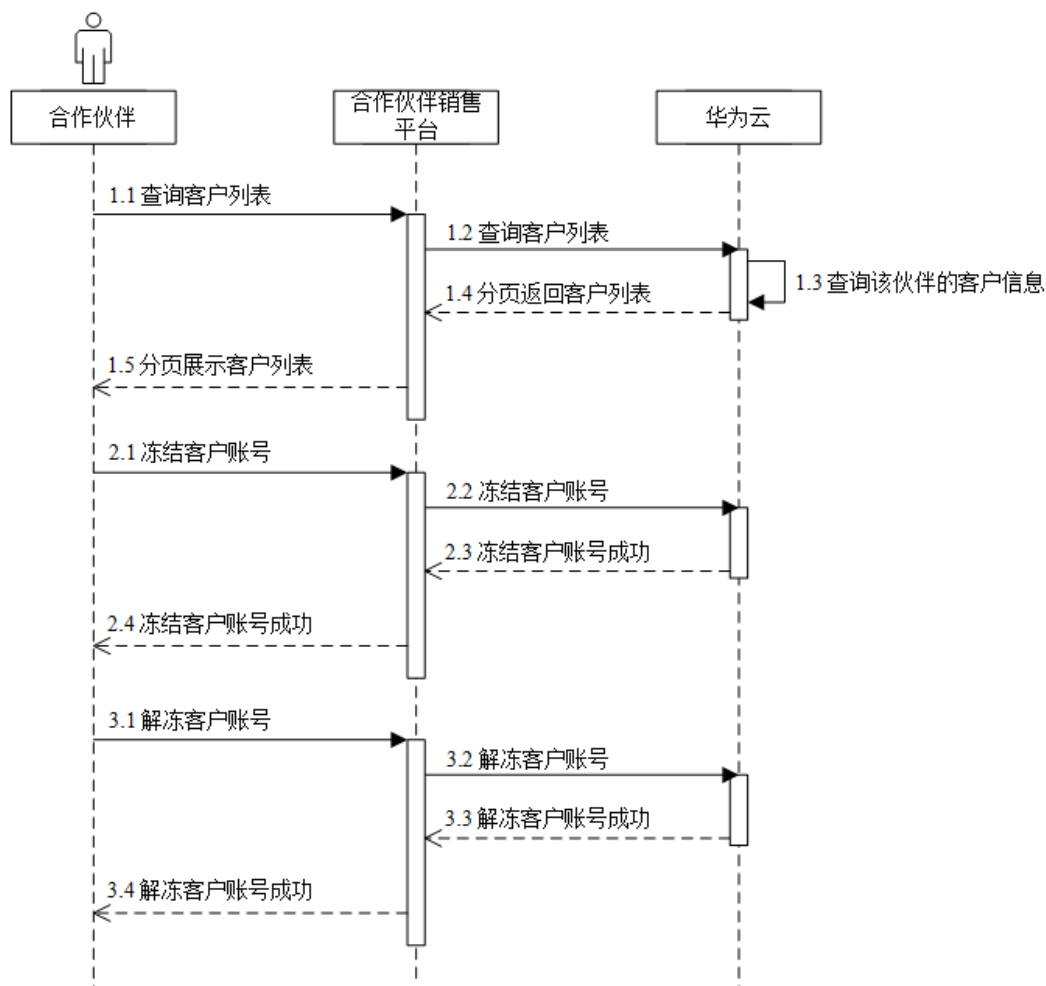 合作伙伴
合作伙伴销售
平台
华为云
1.1 查询客户列表
1.2 查询客户列表
1.3 查询该伙伴的客户信息
1.4 分页返回客户列表
1.5 分页展示客户列表
2.1 冻结客户账号
2.2 冻结客户账号
2.3 冻结客户账号成功
2.4 冻结客户账号成功
3.1 解冻客户账号
3.2 解冻客户账号
3.3 解冻客户账号成功
3.4 解冻客户账号成功